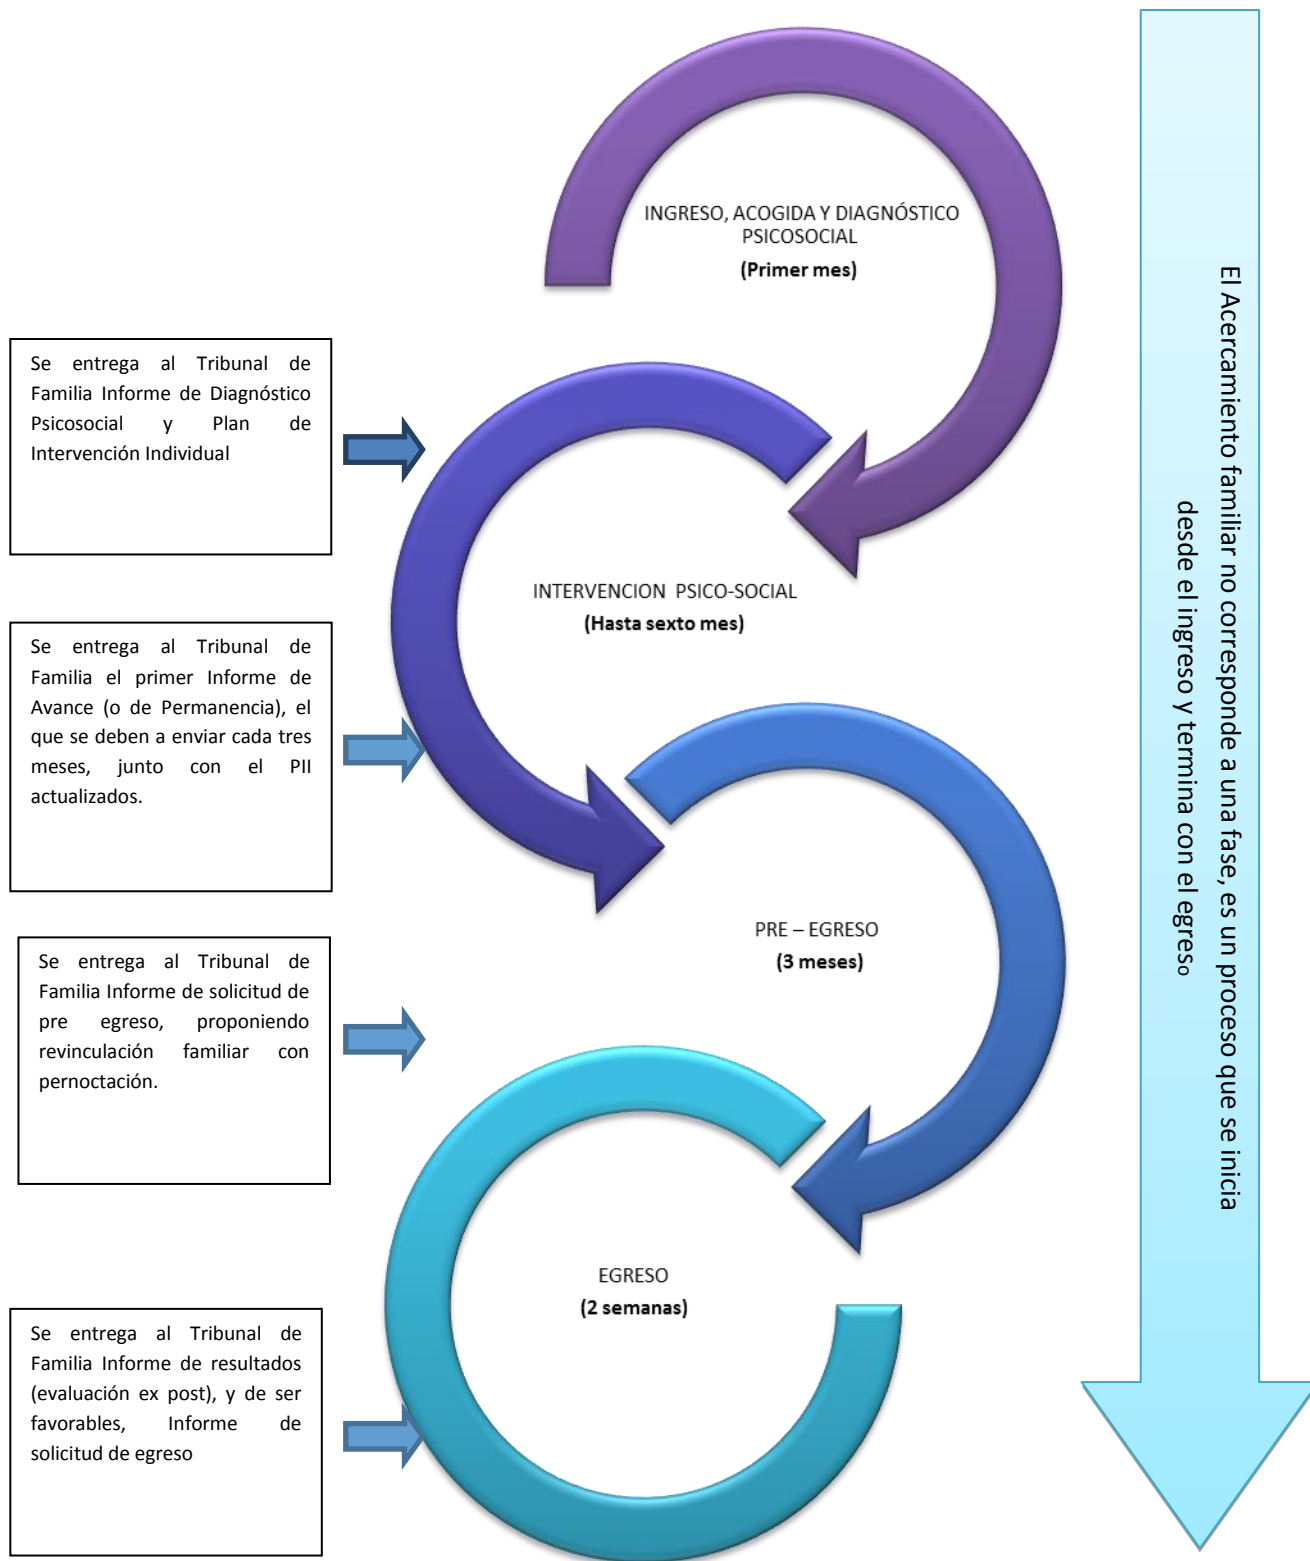 INGRESO, ACOGIDA Y DIAGNÓSTICO
PSICOSOCIAL
(Primer mes)
Se entrega al Tribunal de
Familia Informe de Diagnóstico
Psicosocial y Plan de
Intervención Individual
INTERVENCION PSICO-SOCIAL
(Hasta sexto mes)
Se entrega al Tribunal de
Familia el primer Informe de
Avance (o de Permanencia), el
que se deben a enviar cada tres
meses, junto con el PII
actualizados.
PRE – EGRESO
(3 meses)
Se entrega al Tribunal de
Familia Informe de solicitud de
pre egreso, proponiendo
revinculación familiar con
pernoctación.
EGRESO
(2 semanas)
Se entrega al Tribunal de
Familia Informe de resultados
(evaluación ex post), y de ser
favorables, Informe de
solicitud de egreso
El Acercamiento familiar no corresponde a una fase, es un proceso que se inicia
desde el ingreso y termina con el egreso